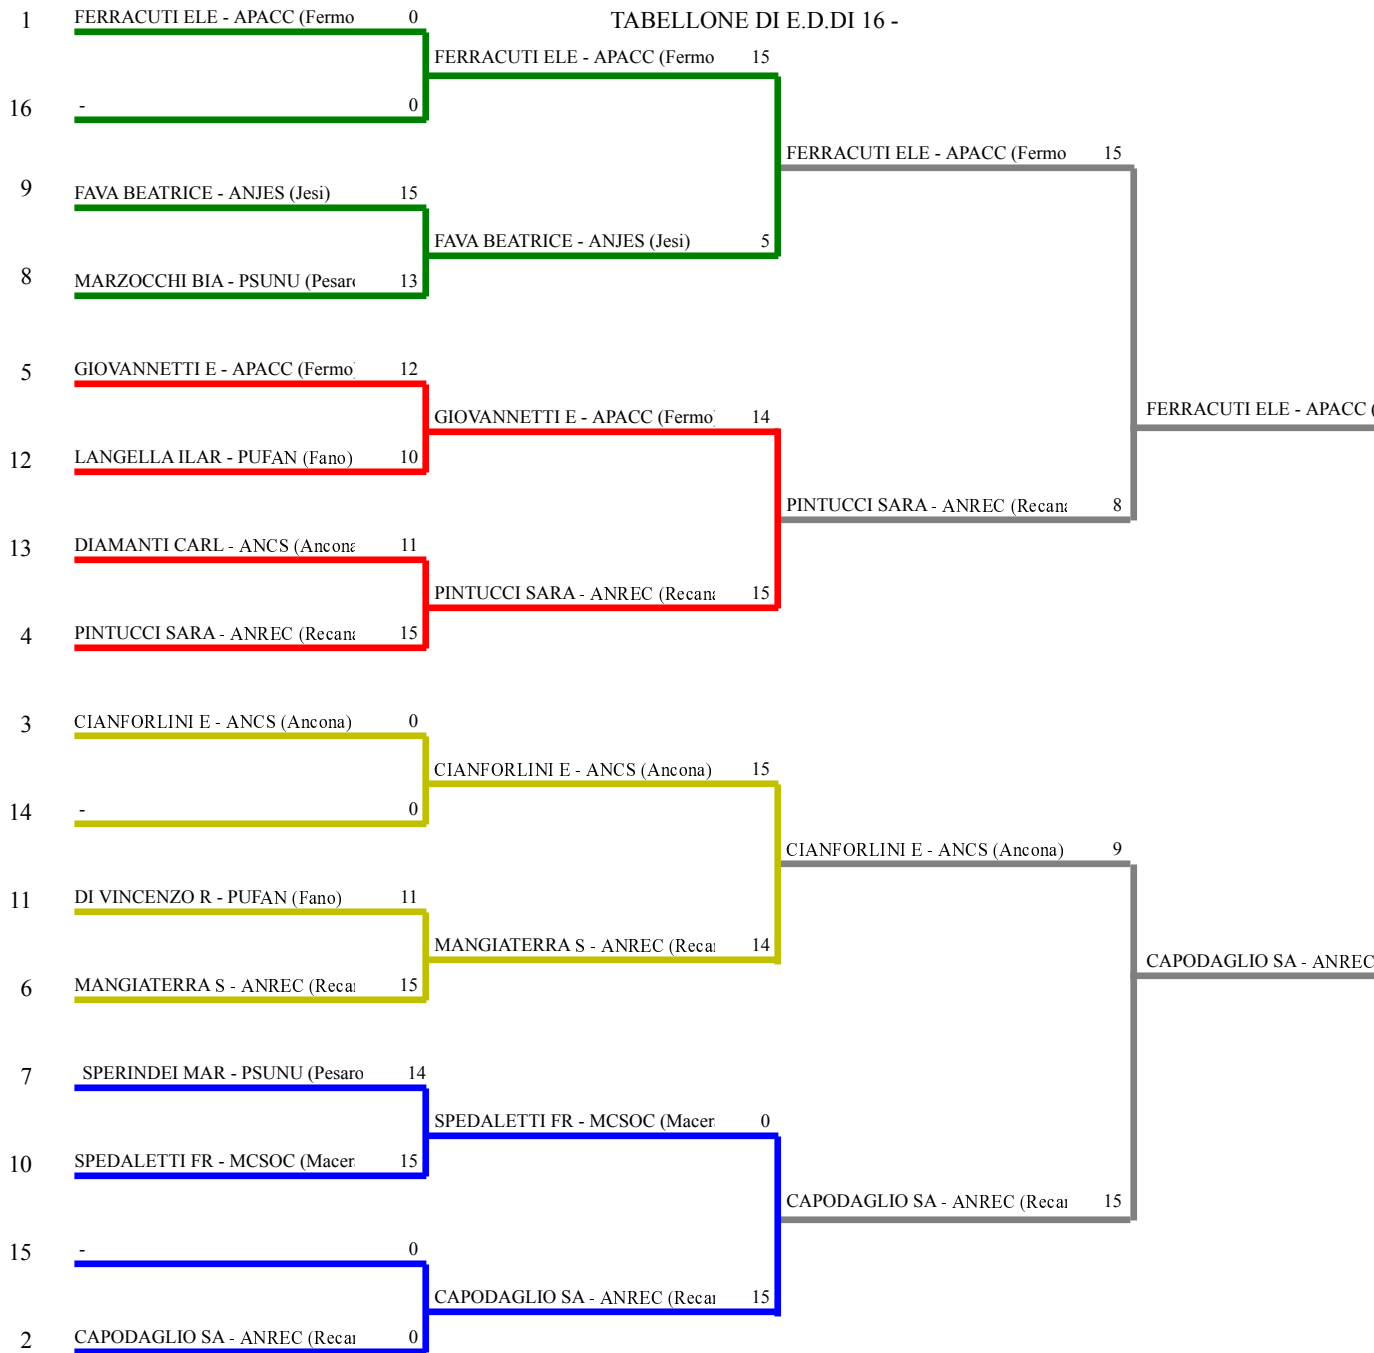 TABELLONE DI E.D.DI 16 -
1 FERRACUTI ELE - APACC (Fermo 0
FERRACUTI ELE - APACC (Fermo 15
16 - 0
FERRACUTI ELE - APACC (Fermo 15
9 FAVA BEATRICE - ANJES (Jesi) 15
FAVA BEATRICE - ANJES (Jesi) 5
8 MARZOCCHI BIA - PSUNU (Pesaro 13
5 GIOVANNETTI E - APACC (Fermo) 12
GIOVANNETTI E - APACC (Fermo) 14
FERRACUTI ELE - APACC (
12 LANGELLA ILAR - PUFAN (Fano) 10
PINTUCCI SARA - ANREC (Recana 8
13 DIAMANTI CARL - ANCS (Ancona 11
PINTUCCI SARA - ANREC (Recana 15
4 PINTUCCI SARA - ANREC (Recana 15
3 CIANFORLINI E - ANCS (Ancona) 0
CIANFORLINI E - ANCS (Ancona) 15
14 - 0
CIANFORLINI E - ANCS (Ancona) 9
11 DI VINCENZO R - PUFAN (Fano) 11
MANGIATERRA S - ANREC (Recan 14
CAPODAGLIO SA - ANREC
6 MANGIATERRA S - ANREC (Recan 15
7 SPERINDEI MAR - PSUNU (Pesaro 14
SPEDALETTI FR - MCSOC (Macer 0
10 SPEDALETTI FR - MCSOC (Macer 15
CAPODAGLIO SA - ANREC (Recan 15
15 - 0
CAPODAGLIO SA - ANREC (Recan 15
2 CAPODAGLIO SA - ANREC (Recan 0